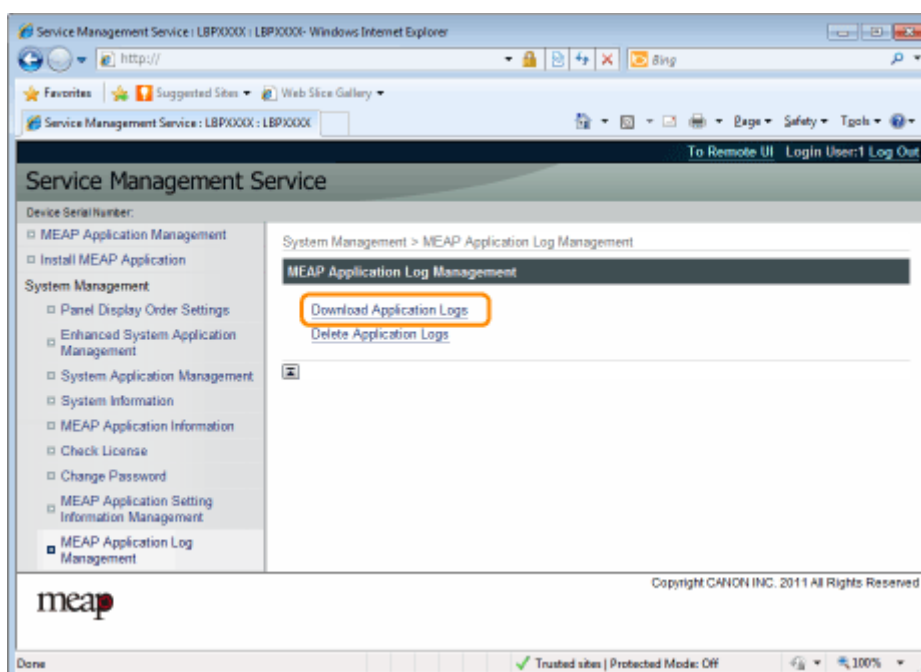 Service Management Service : LBPXXXX : LBPXXXX- Windows Internet Explorer
http://
Bing
Favorites Suggested Sites Web Slice Gallery
Service Management Service : LBPXXXX : LBPXXXX
Page Safety Tools
To Remote UI Login User:1 Log Out
Service Management Service
Device Serial Number:
MEAP Application Management
Install MEAP Application
System Management
Panel Display Order Settings
Enhanced System Application
Management
System Application Management
System Information
MEAP Application Information
Check License
Change Password
MEAP Application Setting
Information Management
MEAP Application Log
Management
System Management > MEAP Application Log Management
MEAP Application Log Management
Download Application Logs
Delete Application Logs
Copyright CANON INC. 2011 All Rights Reserved
meap
Done
Trusted sites | Protected Mode: Off
100%